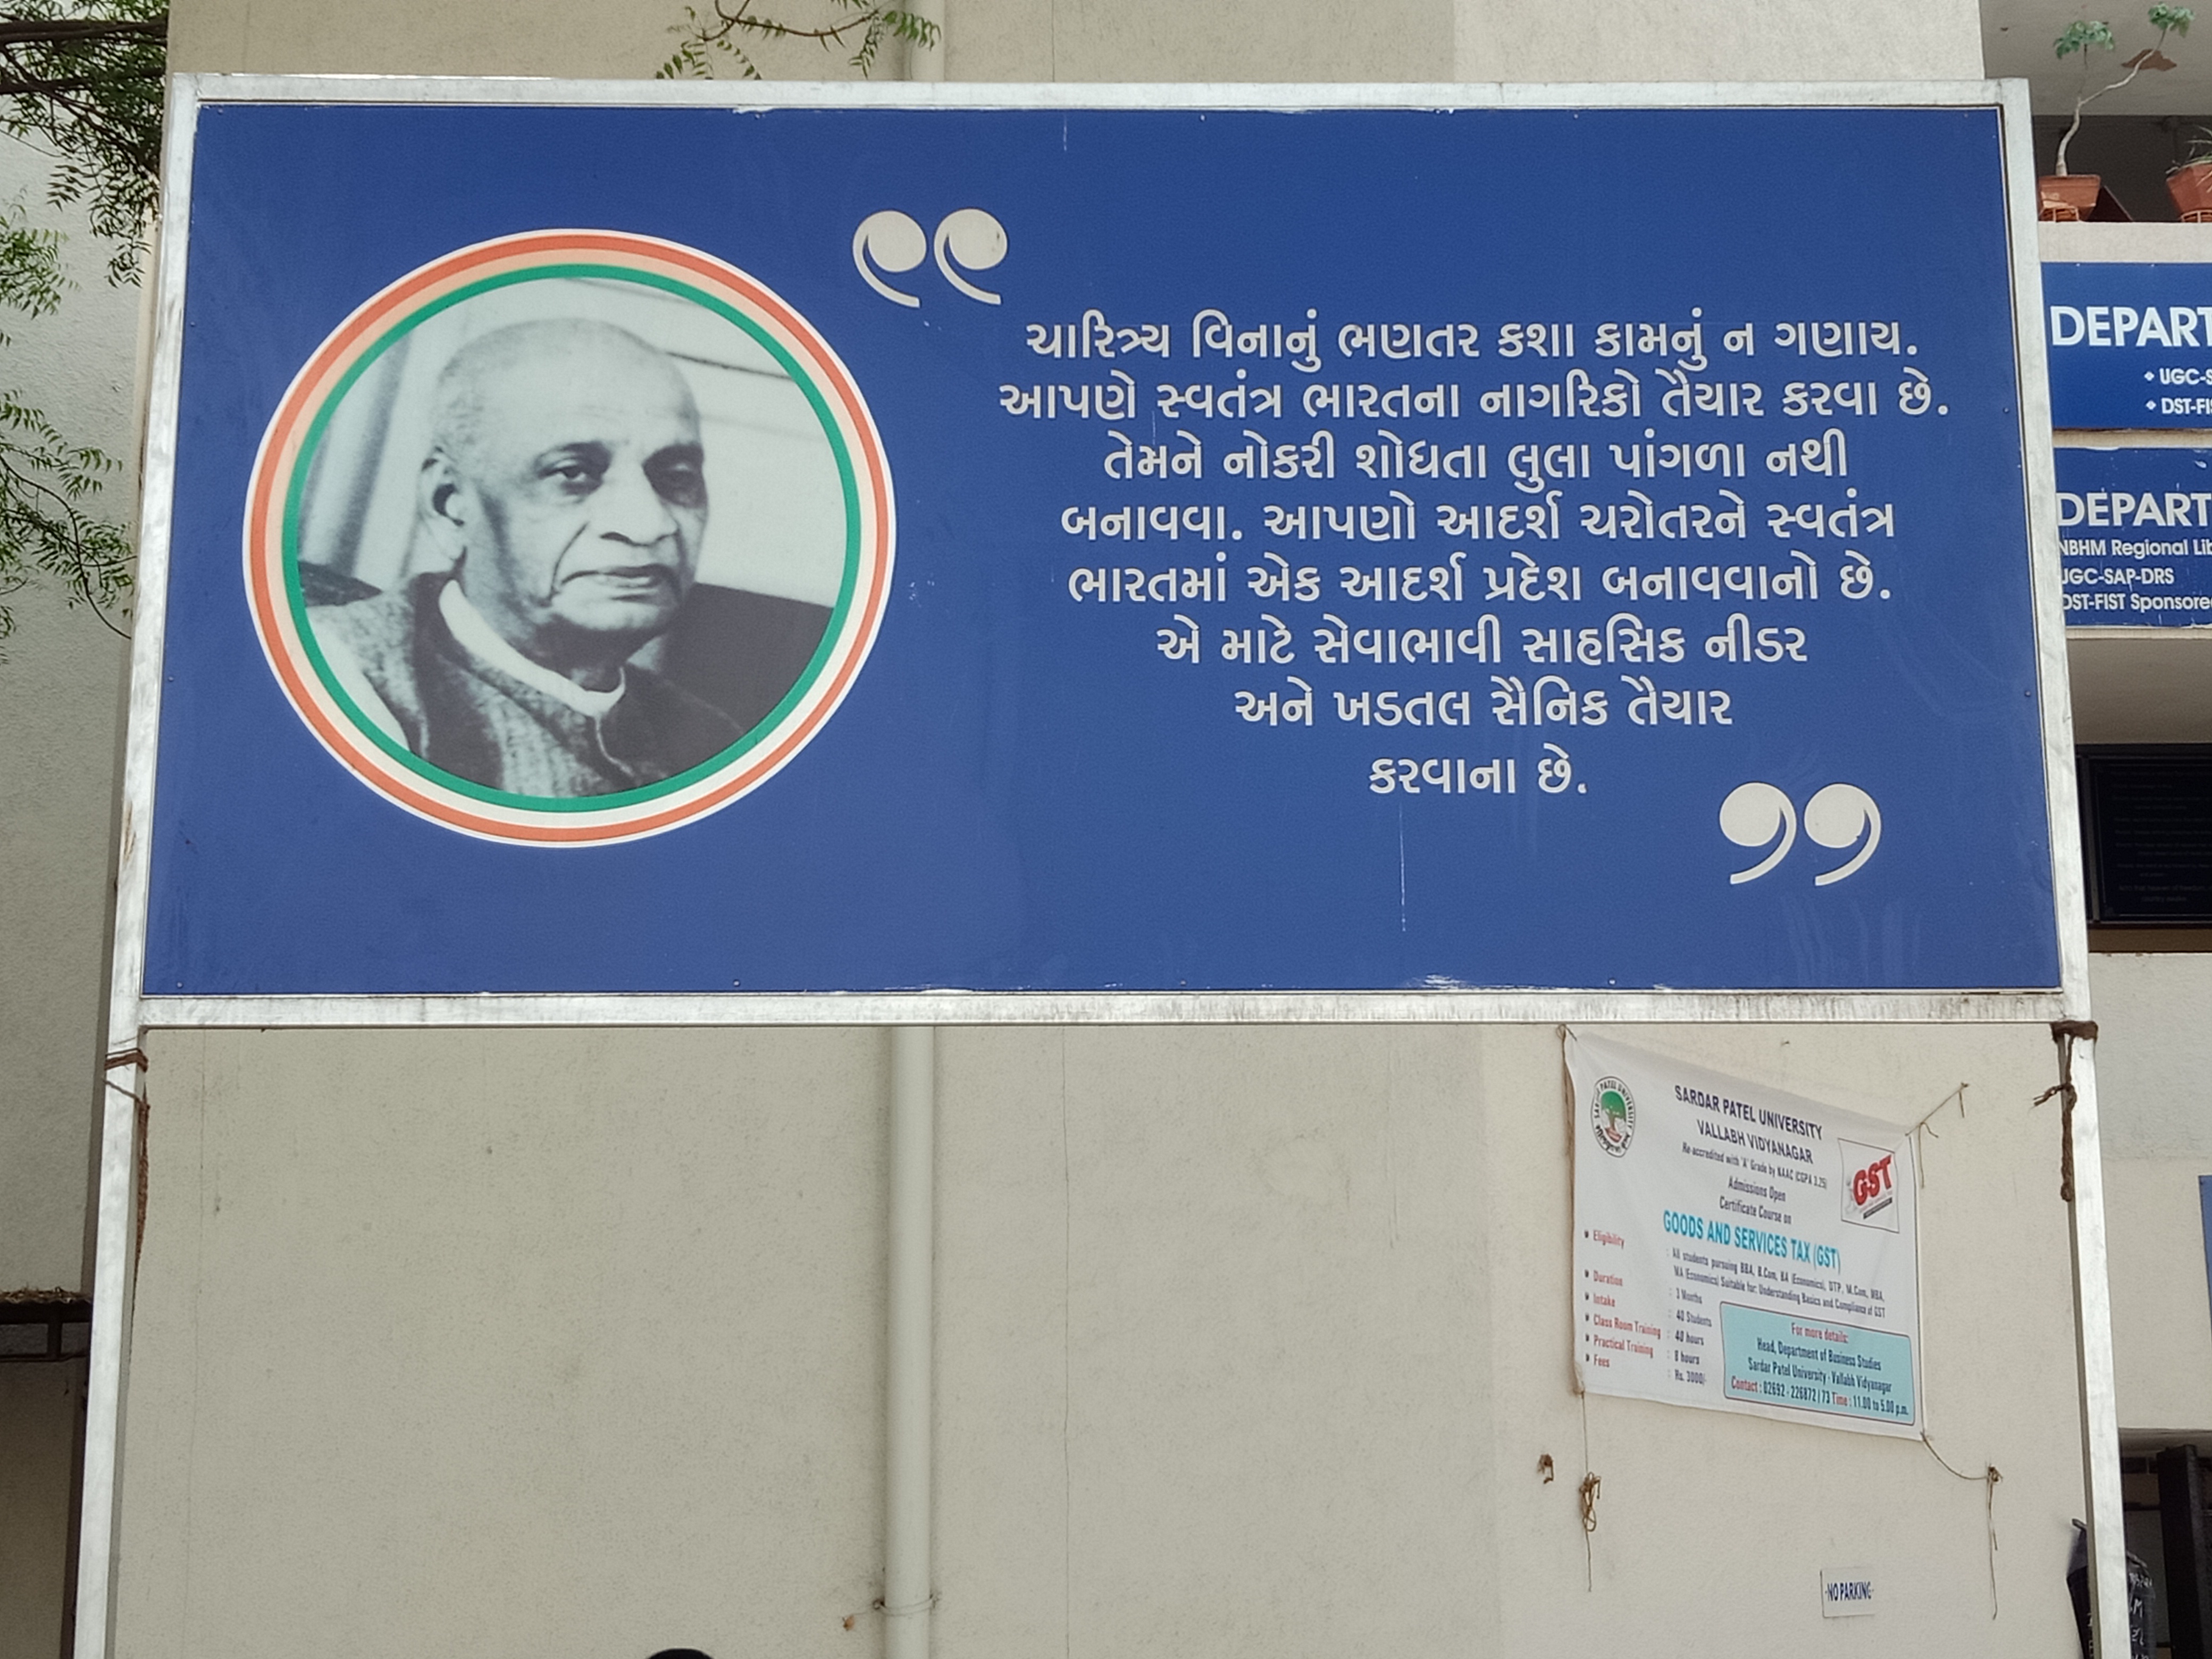 ચારિત્ર્ય વિનાનું ભણતર કશા કામનું ન ગણાય.
આપણે સ્વતંત્ર ભારતના નાગરિકો તૈયાર કરવા છે.
તેમને નોકરી શોધતા લુલા પાંગળા નથી
બનાવવા. આપણો આદર્શ ચરોતરને સ્વતંત્ર
ભારતમાં એક આદર્શ પ્રદેશ બનાવવાનો છે.
એ માટે સેવાભાવી સાહસિક નીડર
અને ખડતલ સૈનિક તૈયાર
કરવાના છે.
DEPART
UGC-S
DST-FI
DEPART
NBHM Regional Lib
UGC-SAP-DRS
DST-FIST Sponsore
SARDAR PATEL UNIVERSITY
VALLABH VIDYANAGAR
Re accredited with 'A' Grade by NAAC (CGPA 3.25)
Admissions Open
Certificate Course on
GOODS AND SERVICES TAX (GST)
GST
Eligibility : All students pursuing BBA, B.Com, BA (Economics), DTP, M.Com, MBA,
MA (Economics) Suitable for: Understanding Basics and Compliance of GST
Duration : 3 Months
Intake : 40 Students
Class Room Training : 40 hours
Practical Training : 8 hours
Fees : Rs. 3000/-
For more details:
Head, Department of Business Studies
Sardar Patel University - Vallabh Vidyanagar
Contact : 02692 - 226872 / 73 Time : 11.00 to 5.00 p.m.
NO PARKING